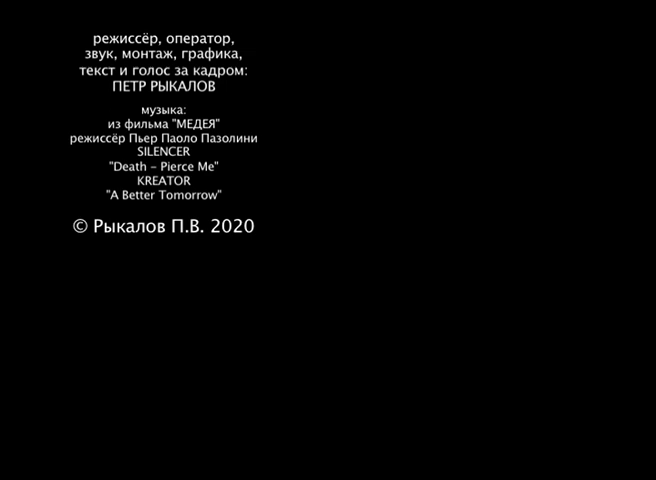 режиссёр, оператор,
звук, монтаж, графика,
текст и голос за кадром:
ПЕТР РЫКАЛОВ
музыка:
из фильма "МЕДЕЯ"
режиссёр Пьер Паоло Пазолини
SILENCER
"Death - Pierce Me"
KREATOR
"A Better Tomorrow"
© Рыкалов П.В. 2020